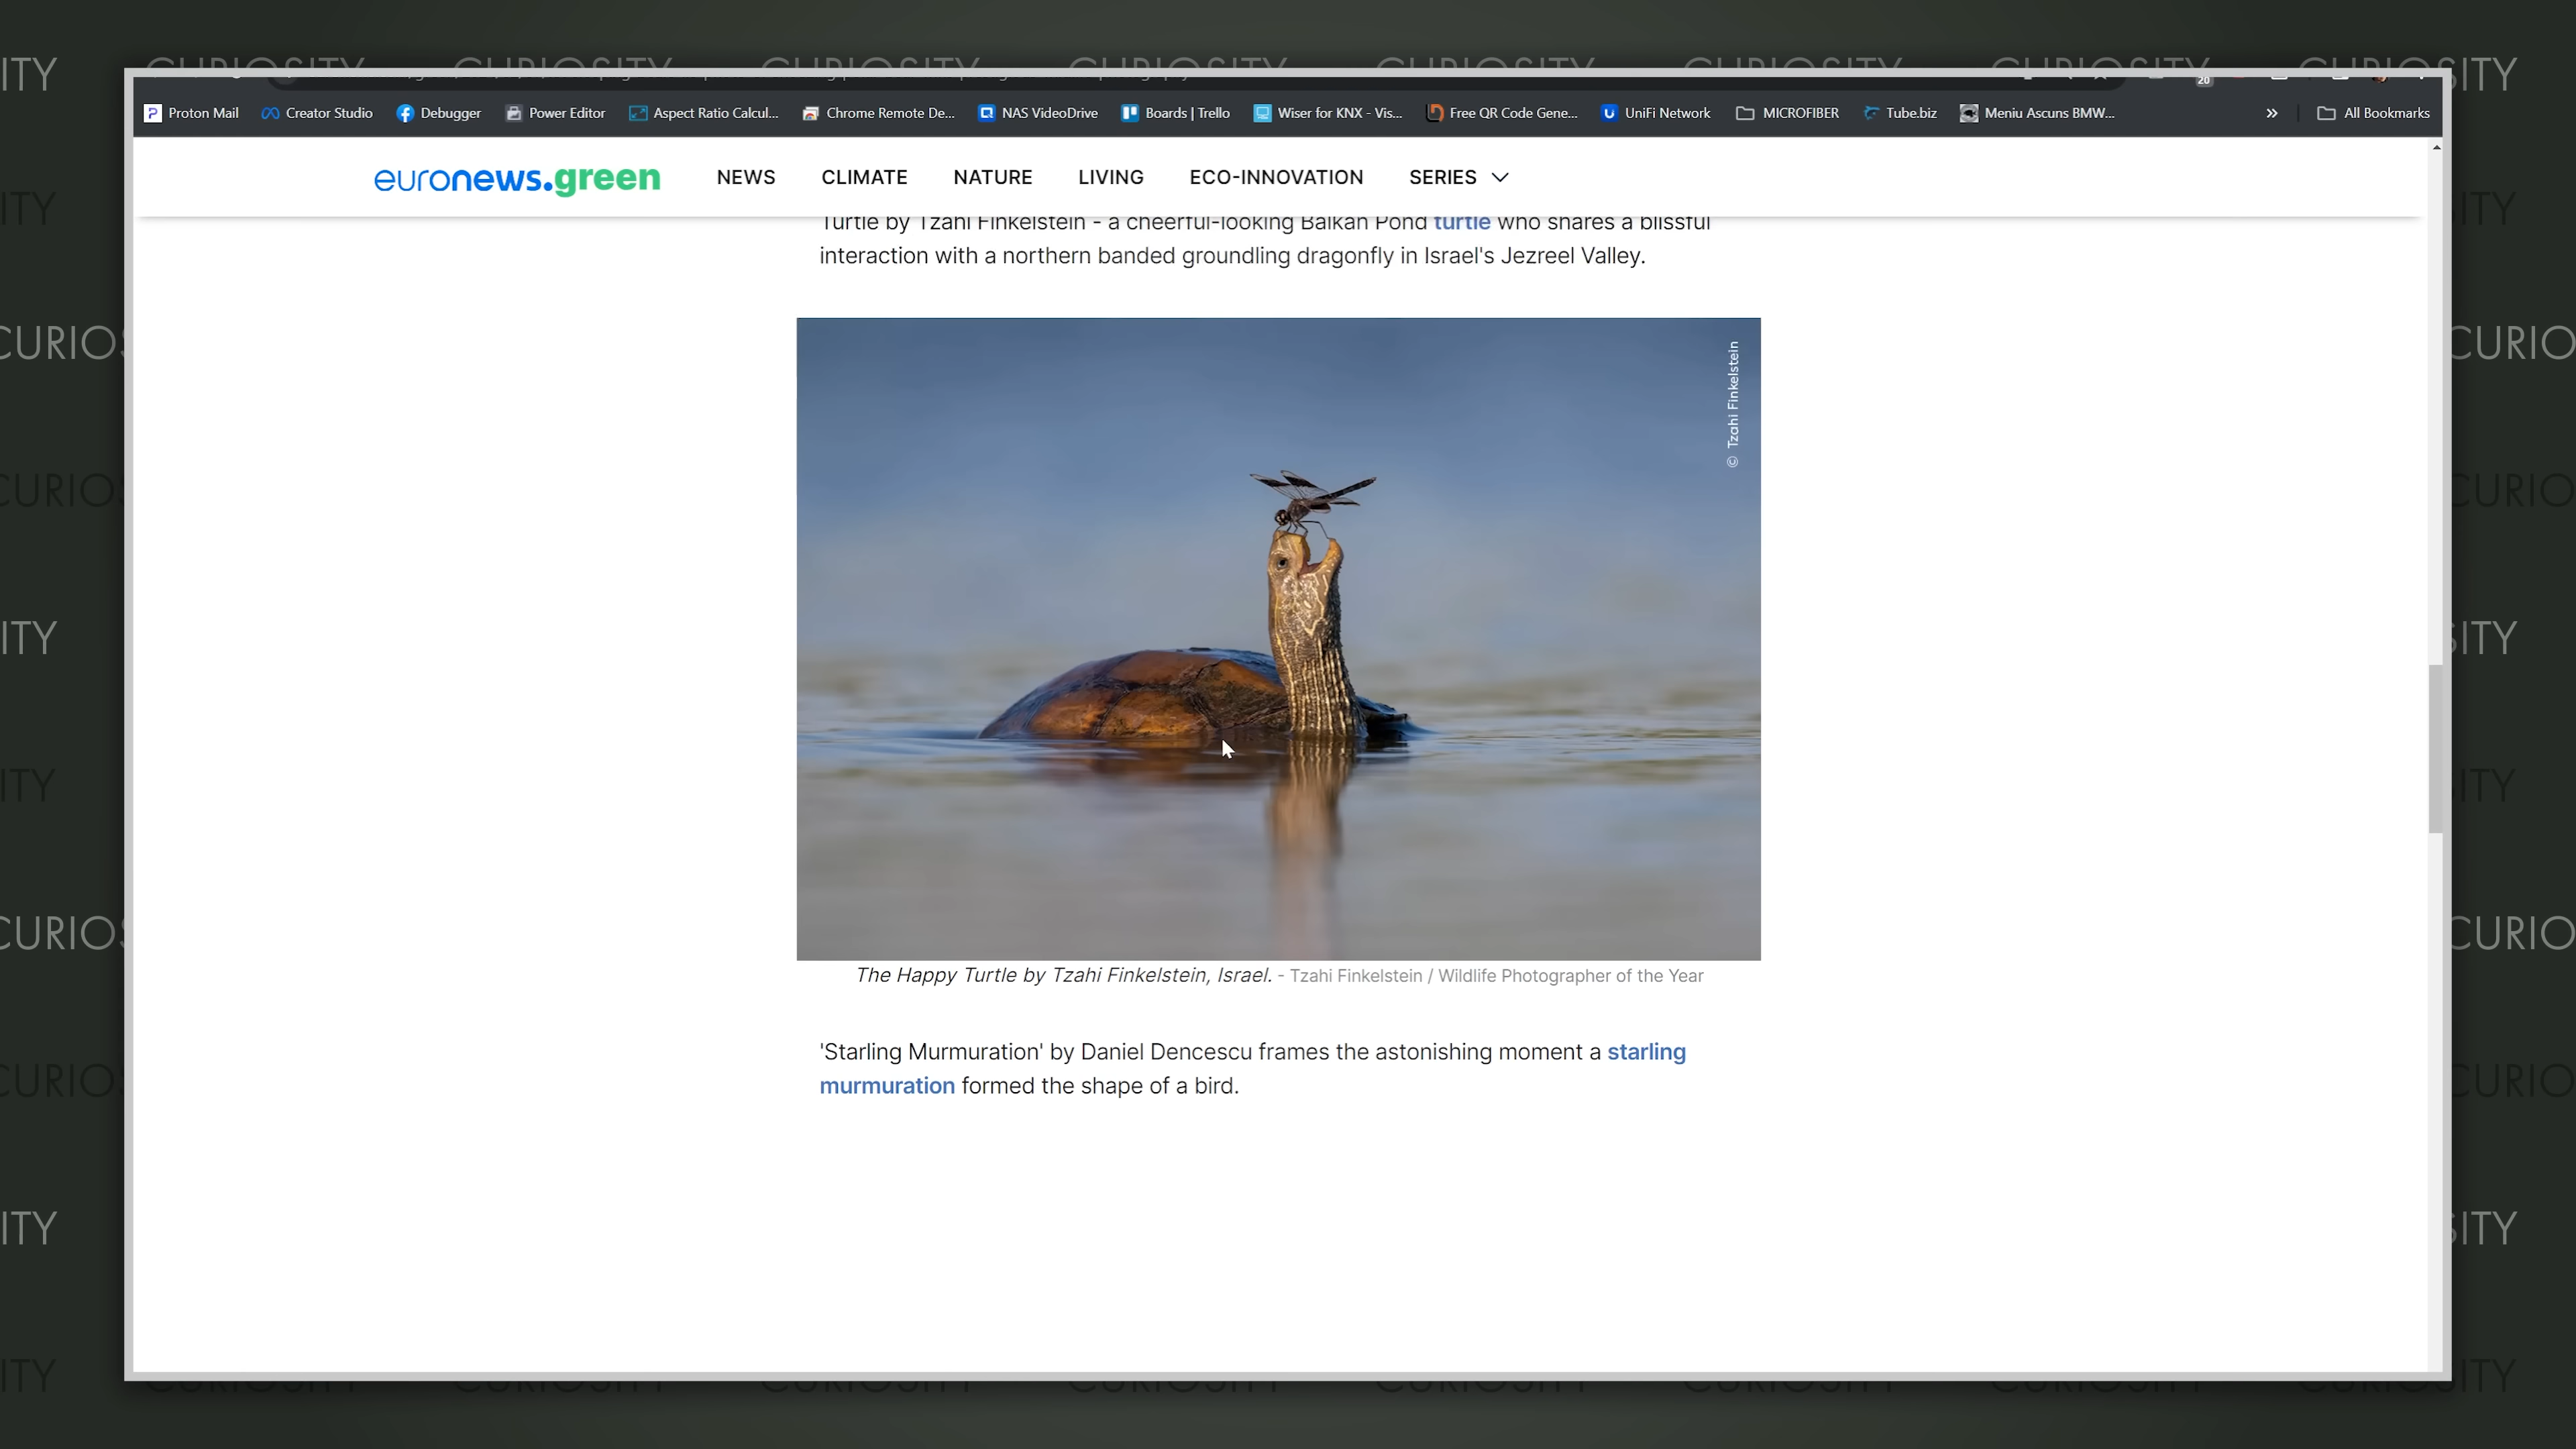 Proton Mail Creator Studio Debugger Power Editor Aspect Ratio Calcul... Chrome Remote De... NAS VideoDrive Boards | Trello Wiser for KNX - Vis... Free QR Code Gene... UniFi Network MICROFIBER Tube.biz Meniu Ascuns BMW... » All Bookmarks
euronews.green NEWS CLIMATE NATURE LIVING ECO-INNOVATION SERIES
Turtle by Tzahi Finkelstein - a cheerful-looking Balkan Pond turtle who shares a blissful
interaction with a northern banded groundling dragonfly in Israel's Jezreel Valley.
© Tzahi Finkelstein
The Happy Turtle by Tzahi Finkelstein, Israel. - Tzahi Finkelstein / Wildlife Photographer of the Year
'Starling Murmuration' by Daniel Dencescu frames the astonishing moment a starling
murmuration formed the shape of a bird.